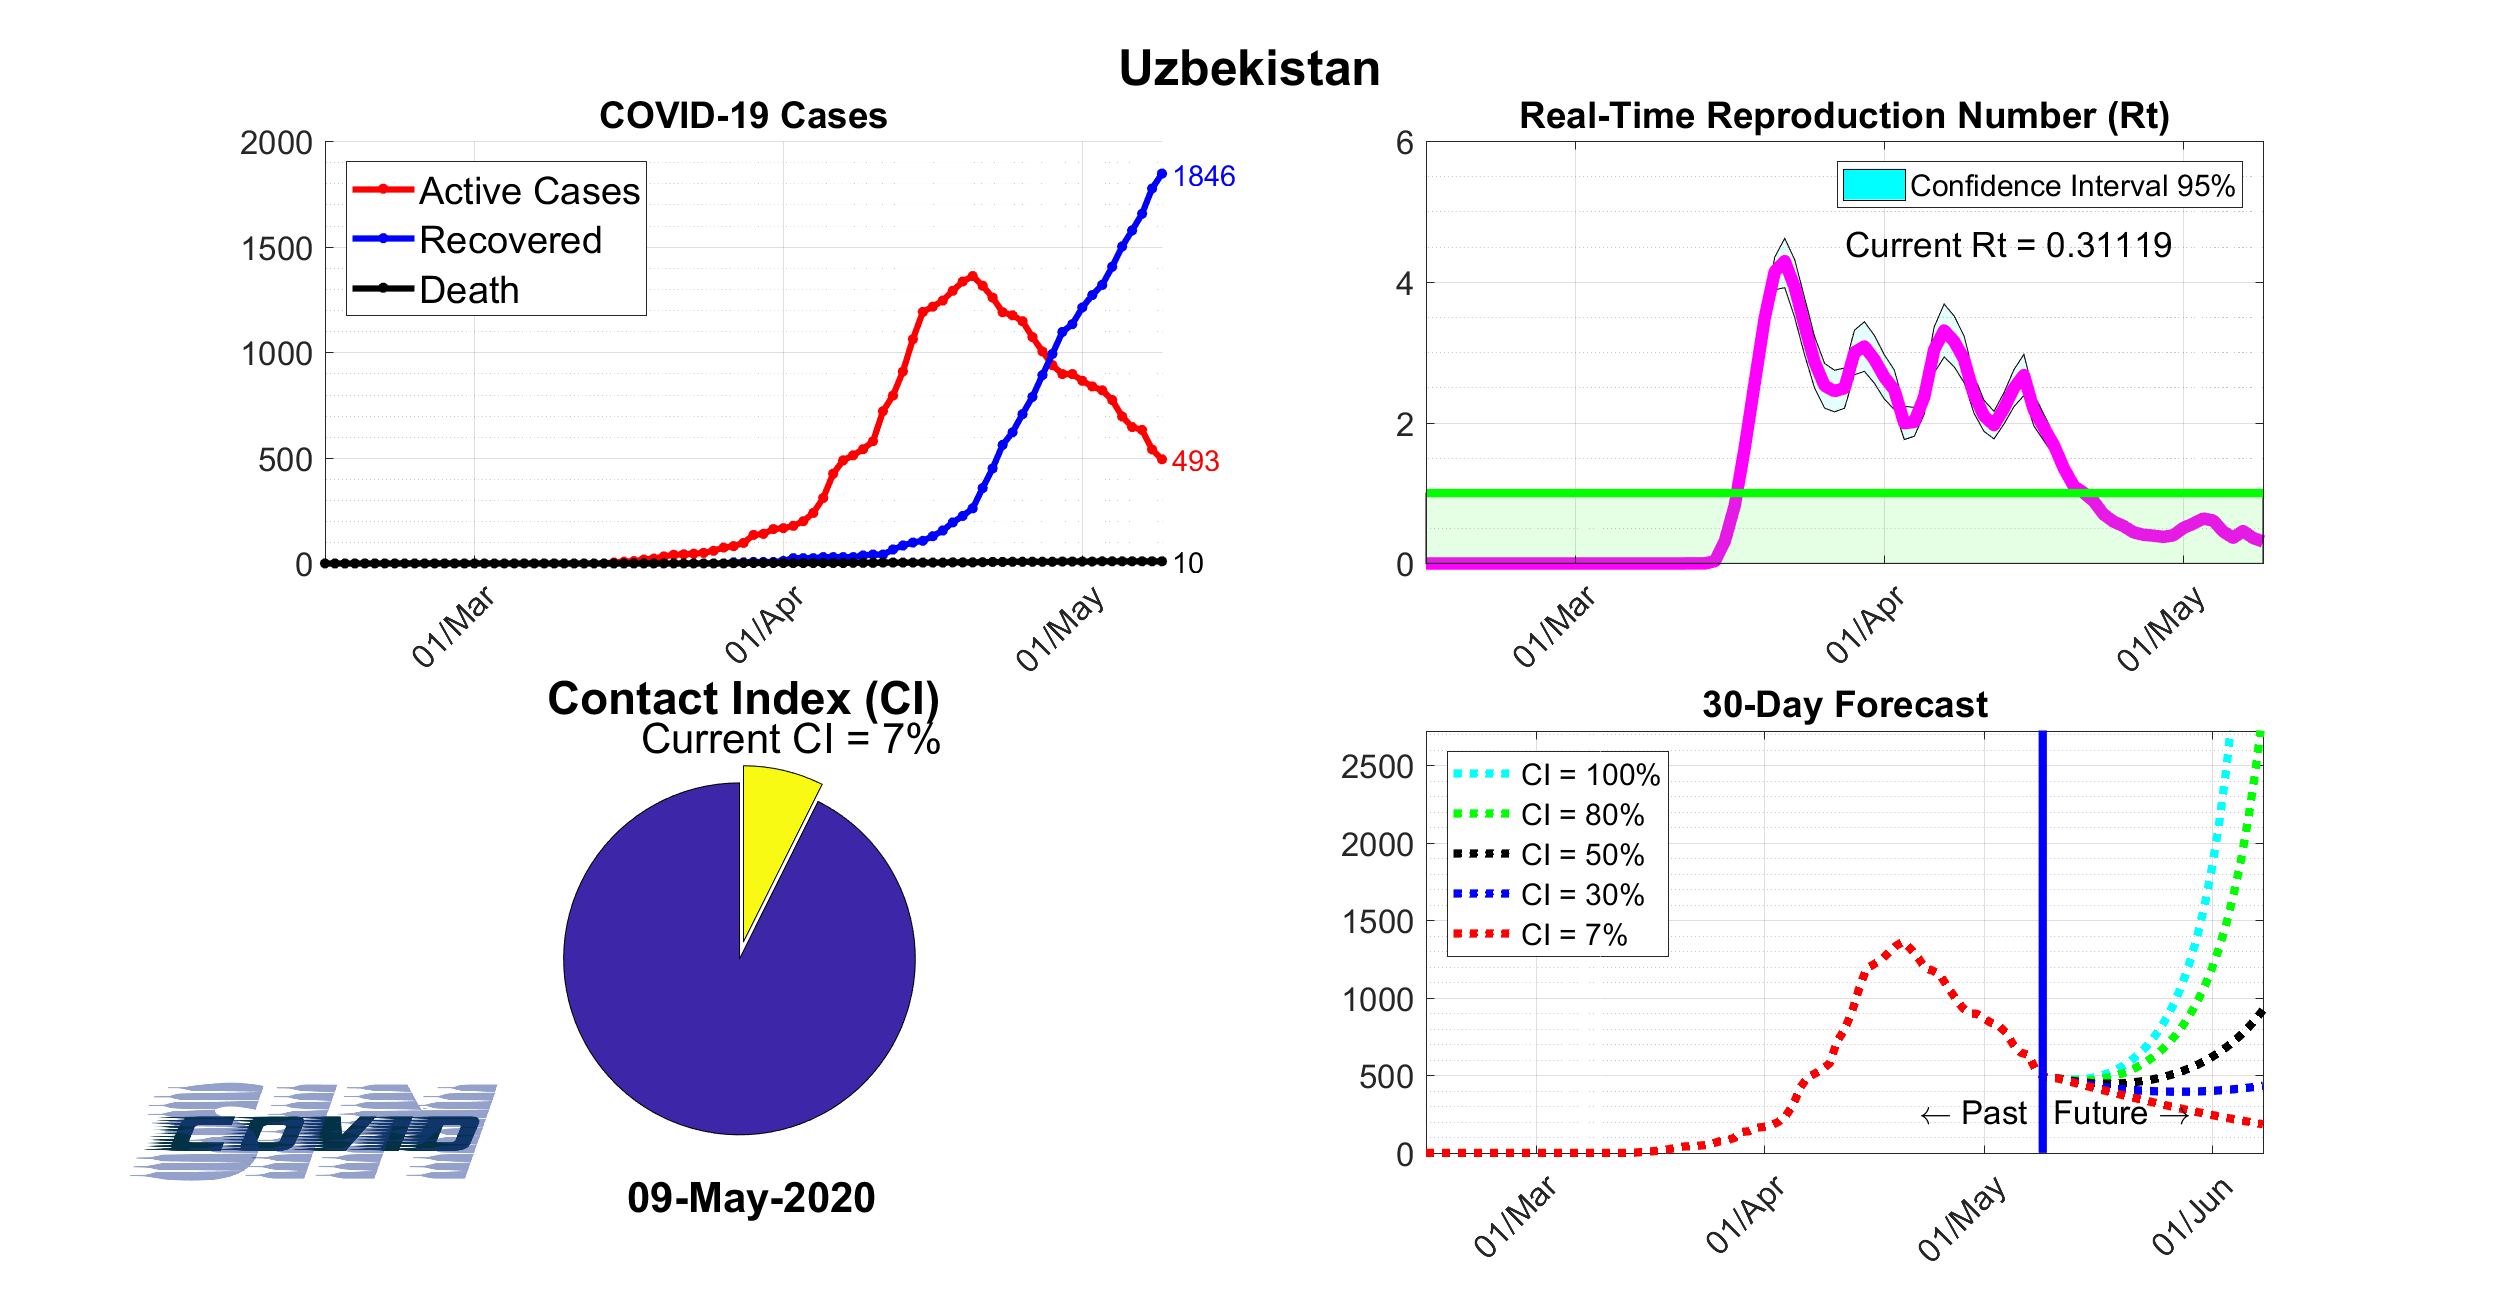 Uzbekistan
COVID-19 Cases
2000
1500
1000
500
0
Active Cases
Recovered
Death
1846
493
10
01/Mar
01/Apr
01/May
Real-Time Reproduction Number (Rt)
6
4
2
0
Confidence Interval 95%
Current Rt = 0.31119
01/Mar
01/Apr
01/May
Contact Index (CI)
Current CI = 7%
09-May-2020
SIN
COVID
30-Day Forecast
2500
2000
1500
1000
500
0
CI = 100%
CI = 80%
CI = 50%
CI = 30%
CI = 7%
← Past
Future →
01/Mar
01/Apr
01/May
01/Jun